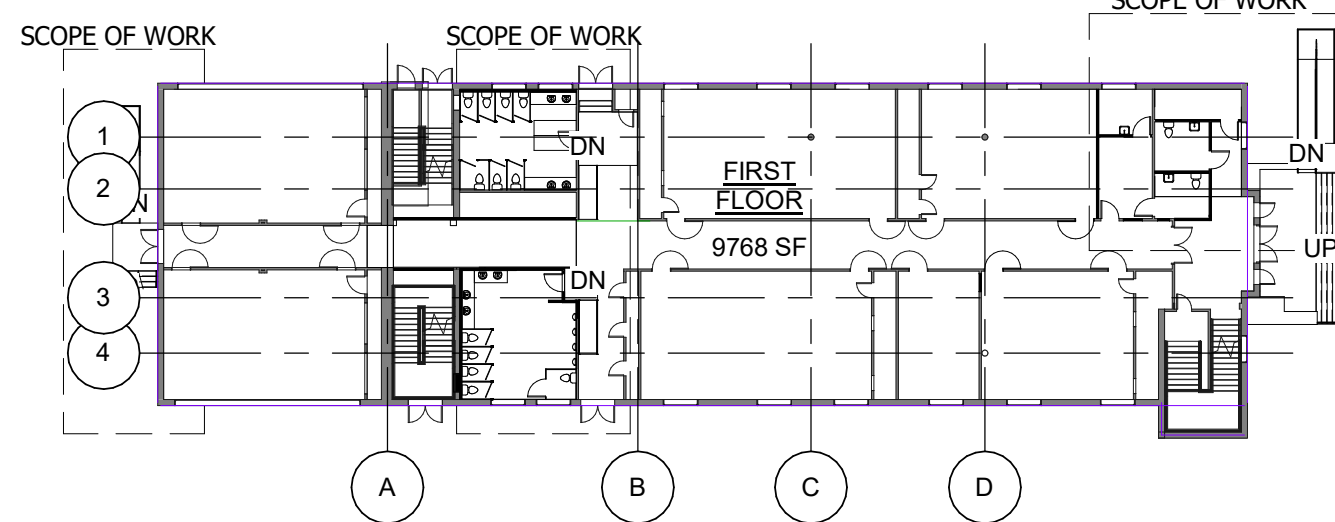 SCOPE OF WORK
SCOPE OF WORK
SCOPE OF WORK
1
DN
DN
2
FIRST
FLOOR
9768 SF
UP
3
DN
4
A
B
C
D